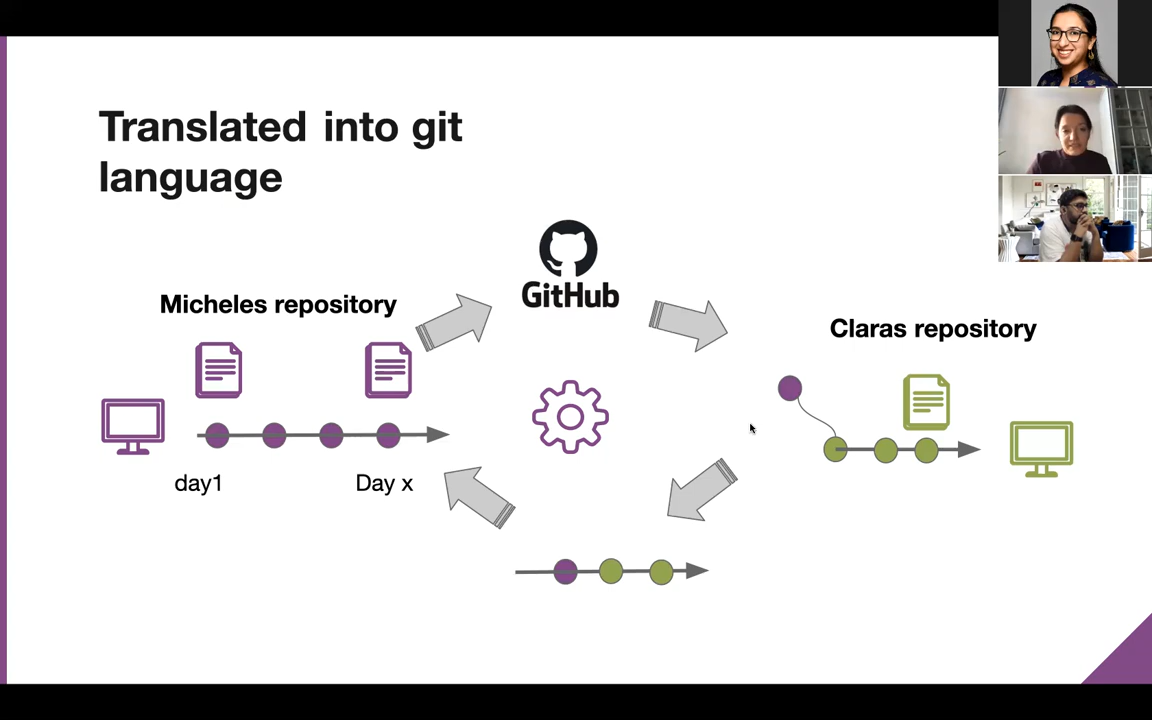 Translated into git
language
GitHub
Micheles repository
Claras repository
day1
Day x